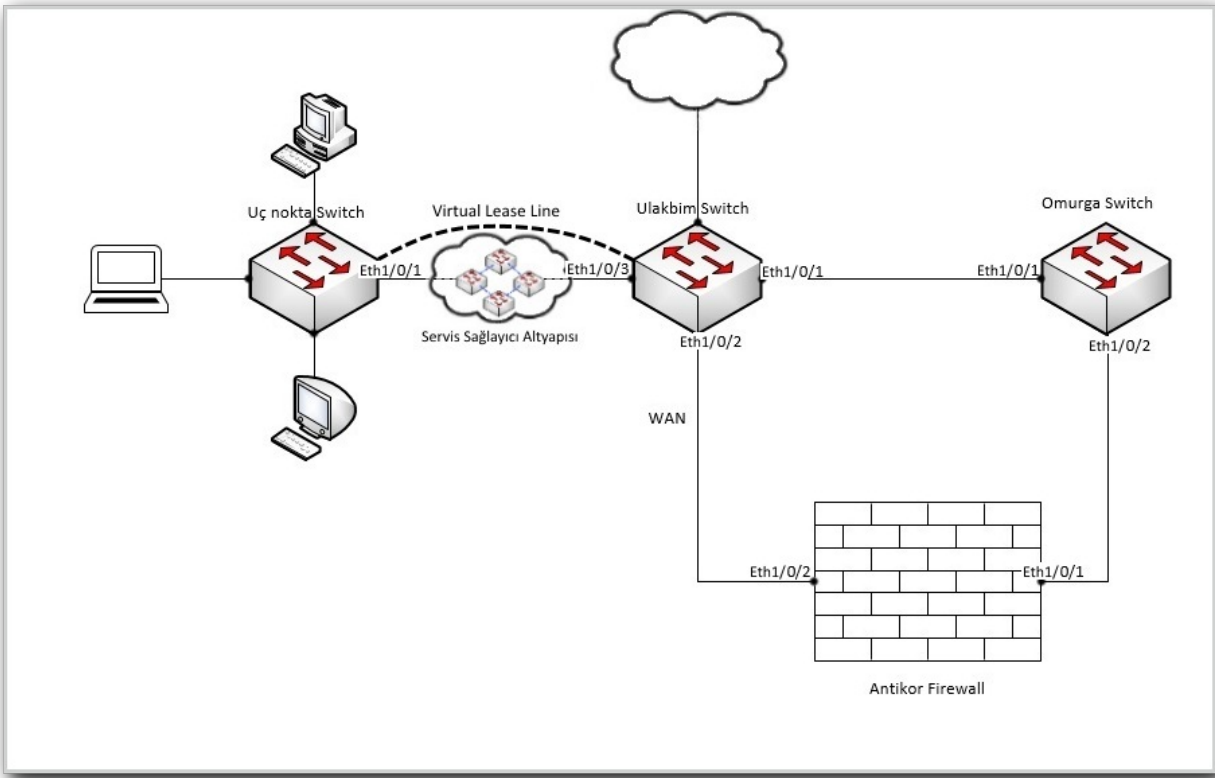 Uç nokta Switch
Virtual Lease Line
Ulakbim Switch
Omurga Switch
Eth1/0/1
Eth1/0/3
Eth1/0/1
Eth1/0/1
Servis Sağlayıcı Altyapısı
Eth1/0/2
Eth1/0/2
WAN
Eth1/0/2
Eth1/0/1
Antikor Firewall